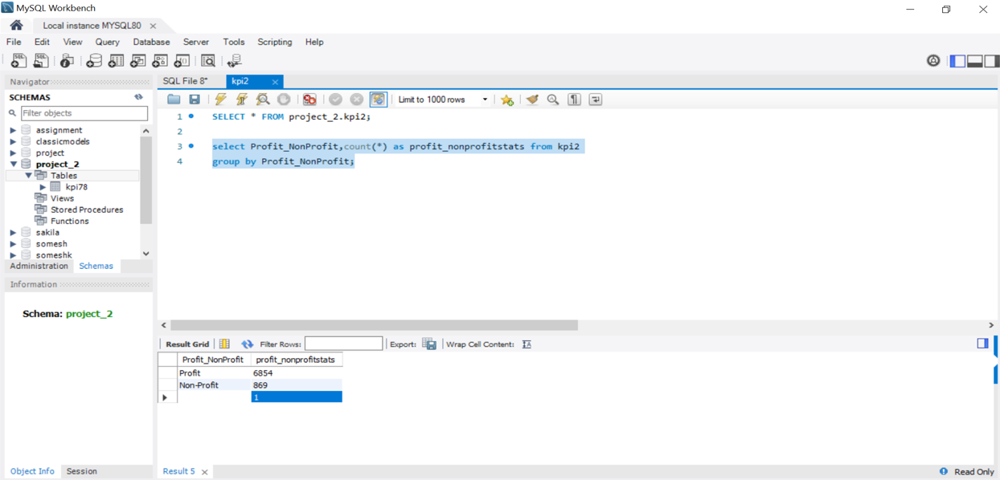 MySQL Workbench
Local instance MYSQL80
File Edit View Query Database Server Tools Scripting Help
Navigator
SCHEMAS
Filter objects
assignment
classicmodels
project
project_2
Tables
kpi78
Views
Stored Procedures
Functions
sakila
somesh
someshk
Administration Schemas
Information
Schema: project_2
Object Info Session
SQL File 8* kpi2
Limit to 1000 rows
1 SELECT * FROM project_2.kpi2;
2
3 select Profit_NonProfit,count(*) as profit_nonprofitstats from kpi2
4 group by Profit_NonProfit;
Result Grid Filter Rows: Export: Wrap Cell Content:
Profit_NonProfit profit_nonprofitstats
Profit 6854
Non-Profit 869
1
Result 5
Read Only